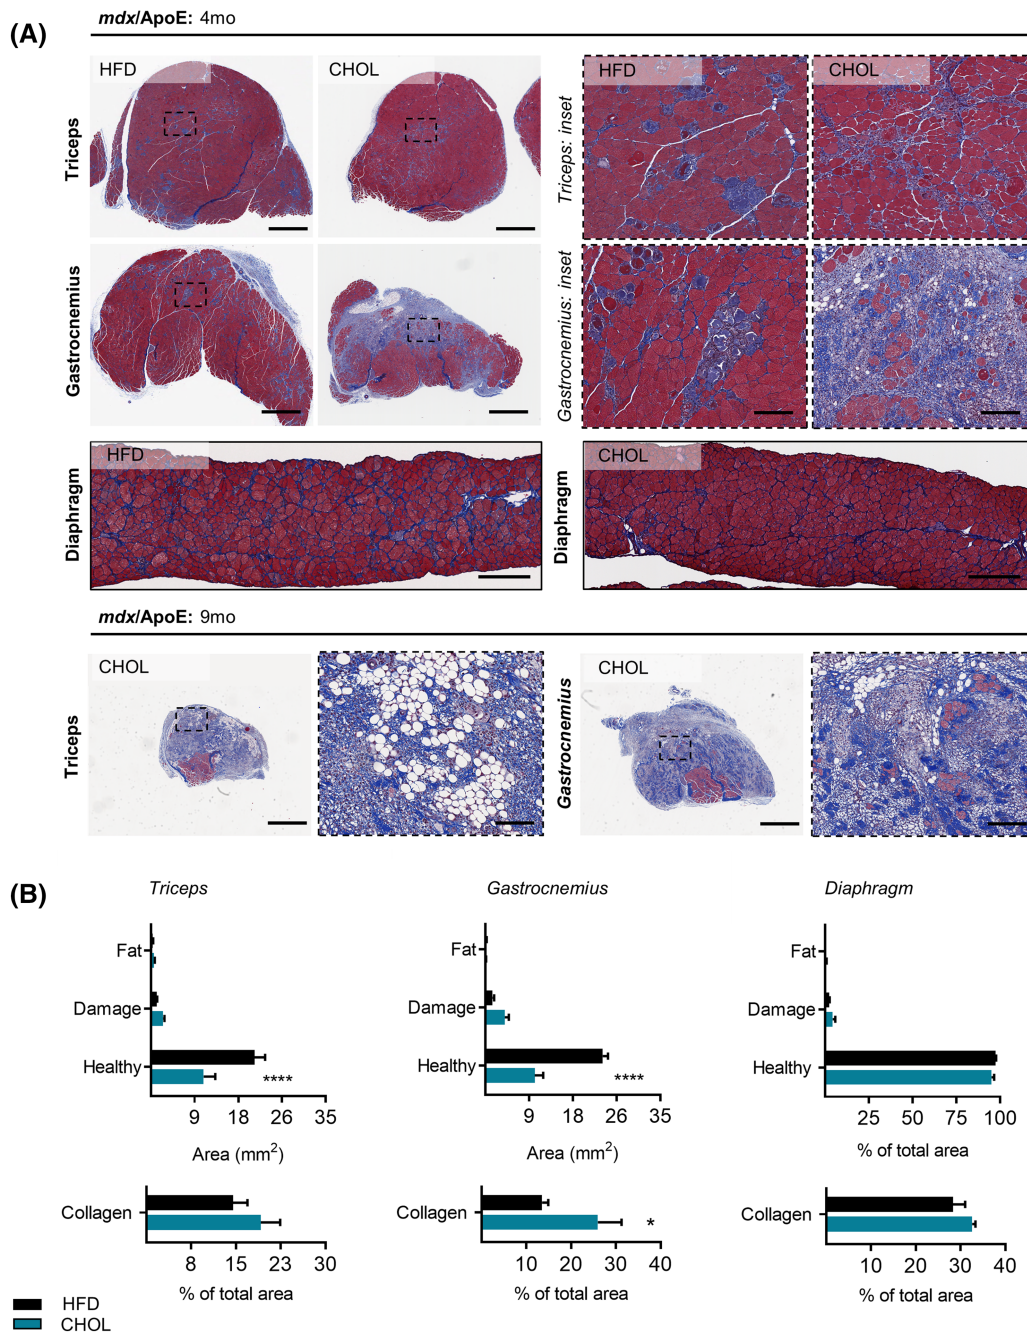 (A)
mdx/ApoE: 4mo
HFD
CHOL
HFD
CHOL
Triceps
Triceps: inset
Gastrocnemius
Gastrocnemius: inset
HFD
CHOL
Diaphragm
Diaphragm
mdx/ApoE: 9mo
CHOL
CHOL
Triceps
Gastrocnemius
(B)
Triceps
Gastrocnemius
Diaphragm
Fat
Damage
Healthy
****
9 18 26 35
Area (mm²)
Fat
Damage
Healthy
****
9 18 26 35
Area (mm²)
Fat
Damage
Healthy
25 50 75 100
% of total area
Collagen
8 15 23 30
% of total area
Collagen
*
10 20 30 40
% of total area
Collagen
10 20 30 40
% of total area
HFD
CHOL